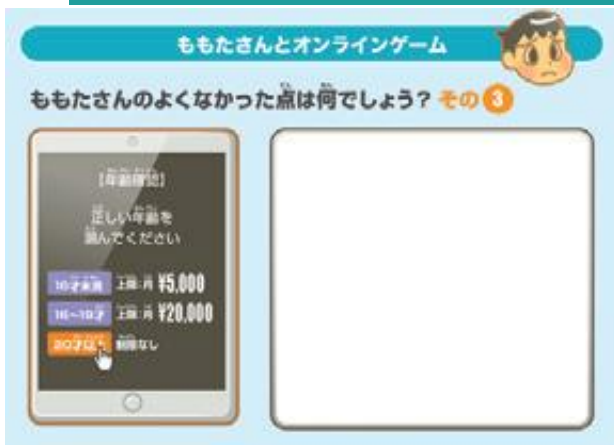 ももたさんとオンラインゲーム
ももたさんのよくなかった点は何でしょう? その 3
【年齢確認】
正しい年齢を
選んでください
16才未満 上限:月 ¥5,000
16~19才 上限:月 ¥20,000
20才以上 制限なし